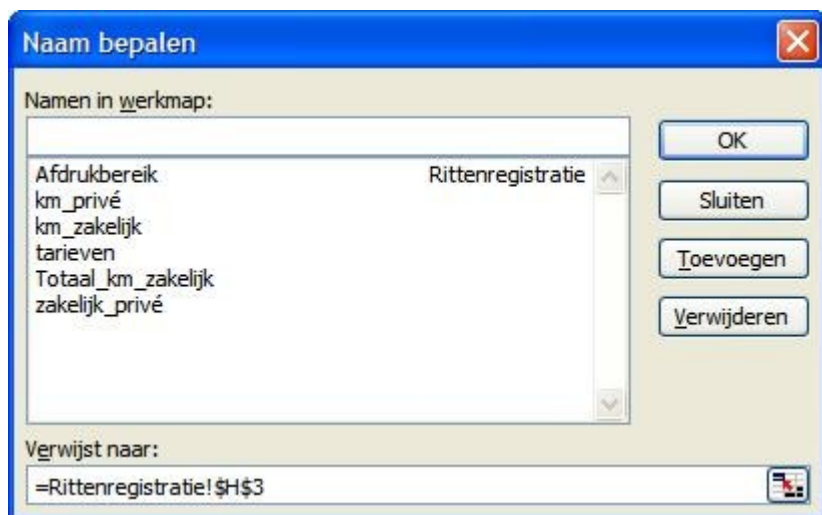 Naam bepalen
Namen in werkmap:
OK
Afdrukbereik Rittenregistratie
km_privé
km_zakelijk
tarieven
Totaal_km_zakelijk
zakelijk_privé
Sluiten
Toevoegen
Verwijderen
Verwijst naar:
=Rittenregistratie!$H$3